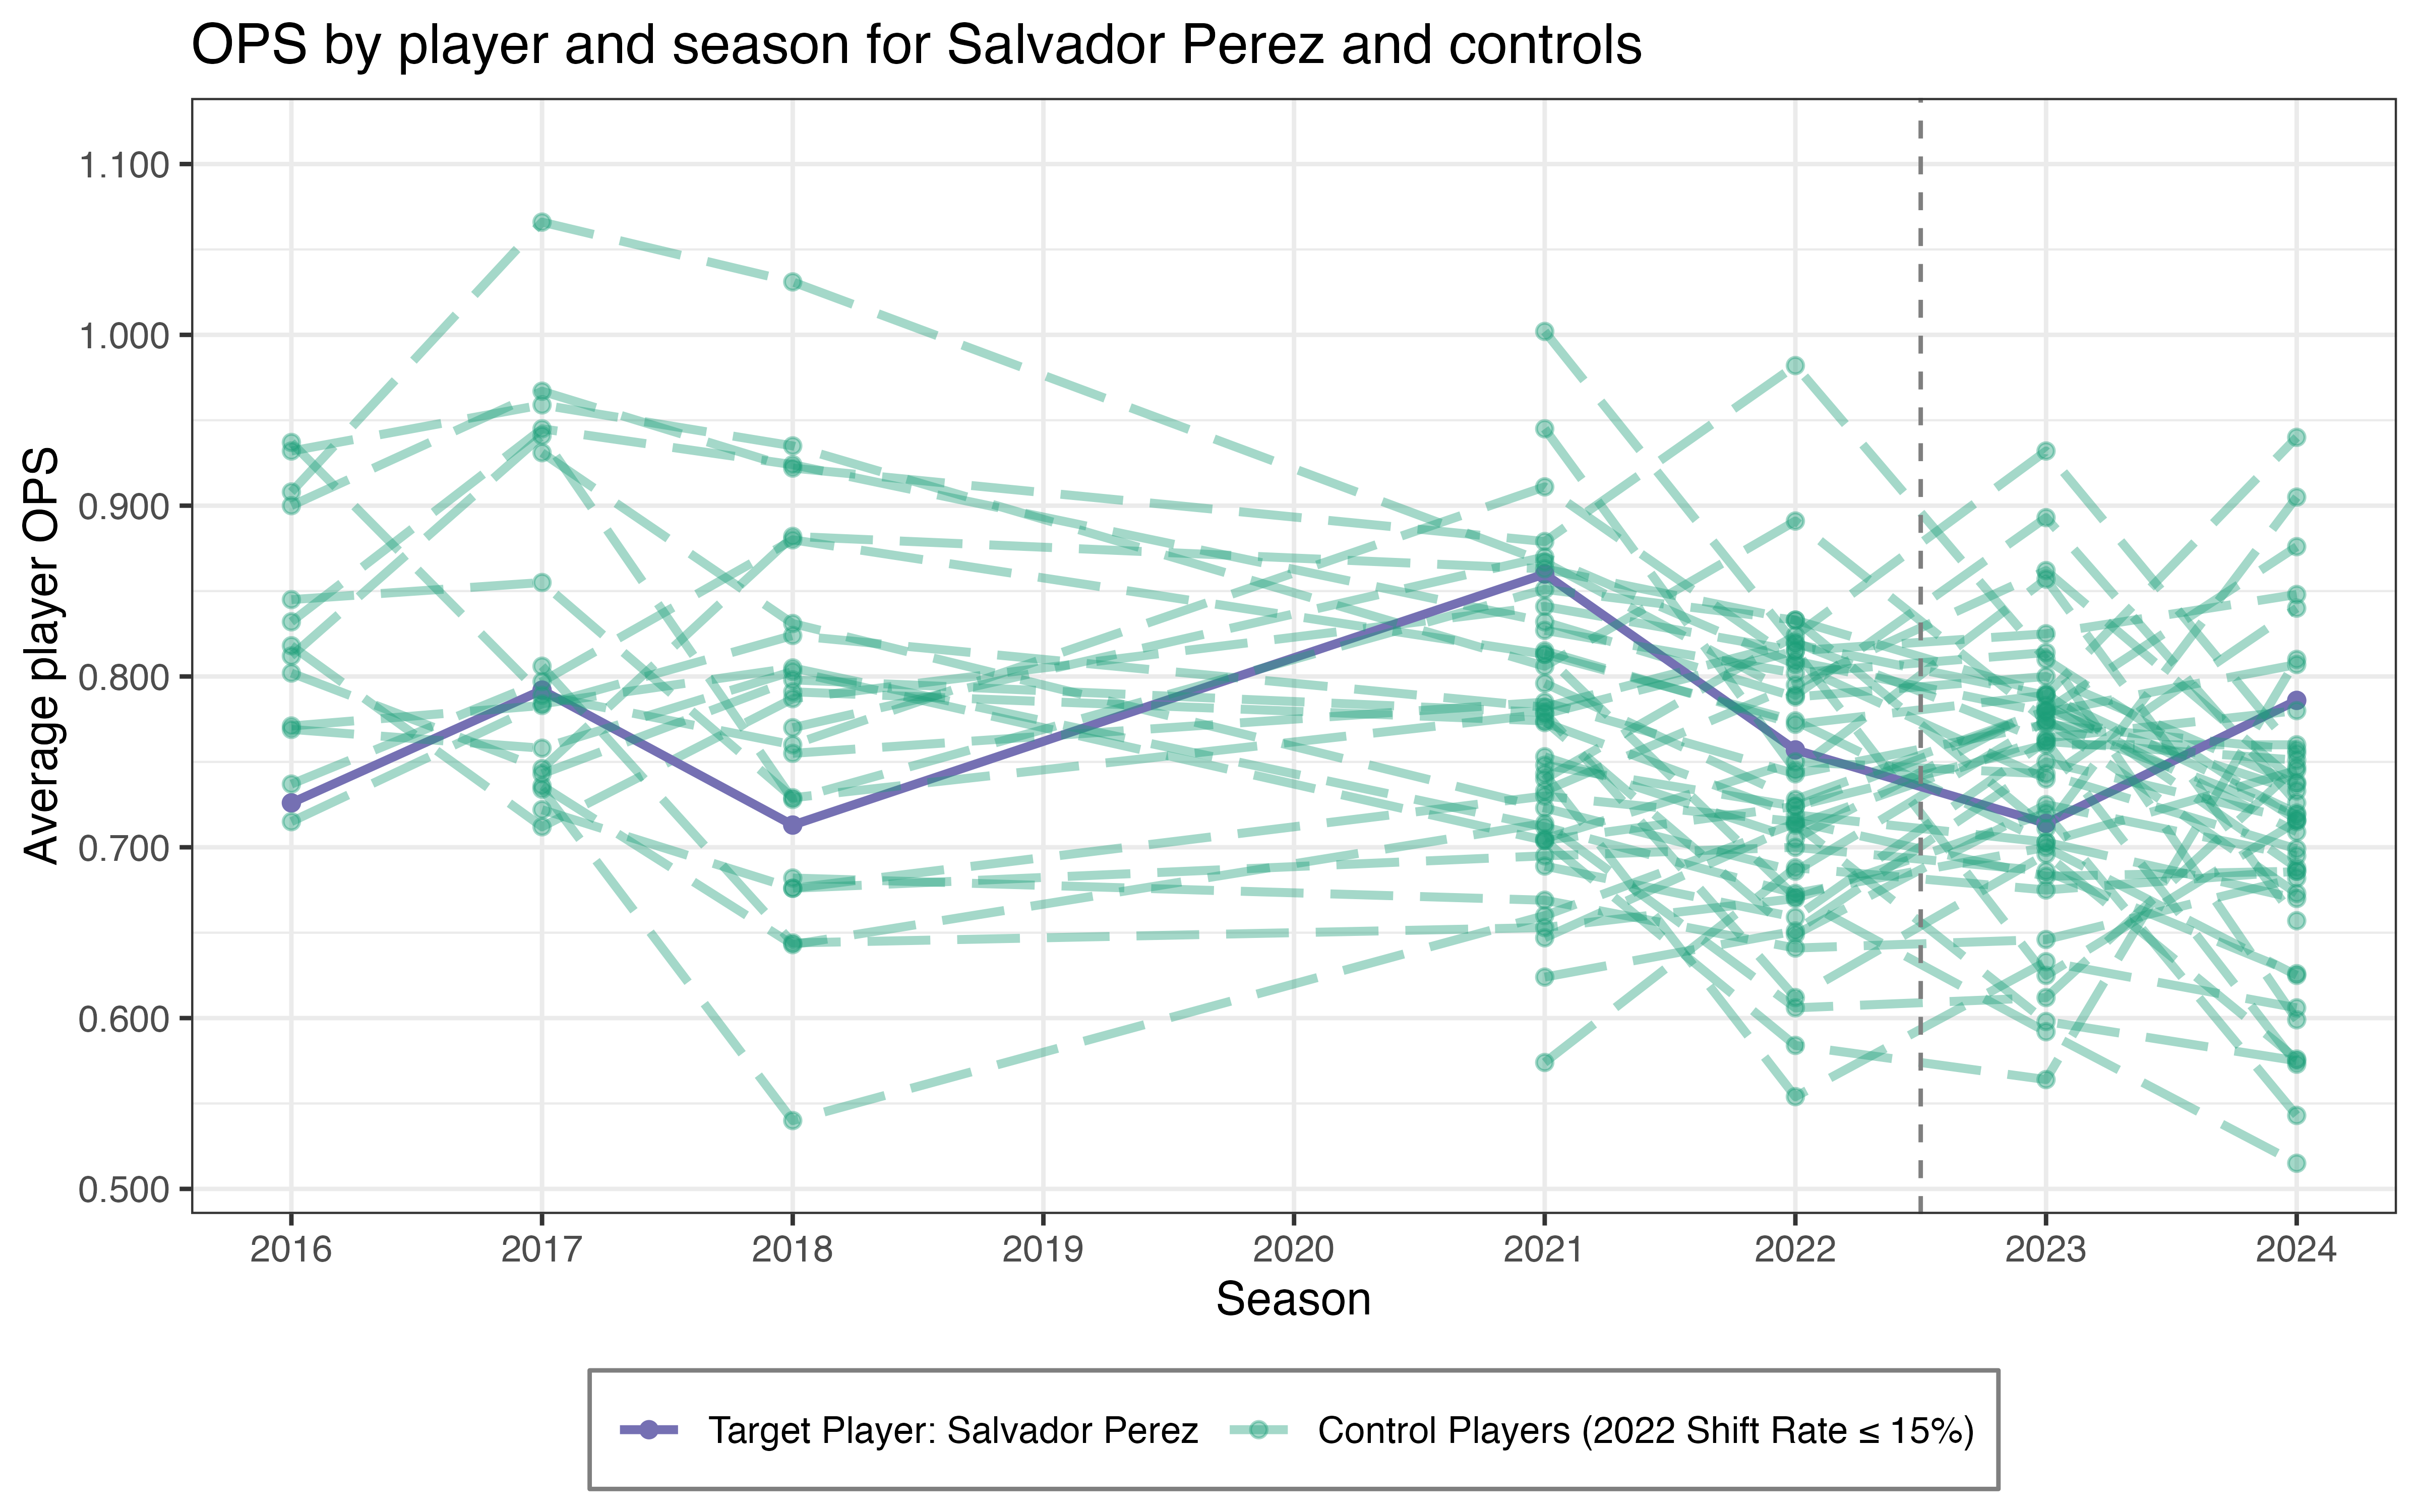 OPS by player and season for Salvador Perez and controls
Average player OPS
1.100
1.000
0.900
0.800
0.700
0.600
0.500
2016 2017 2018 2019 2020 2021 2022 2023 2024
Season
Target Player: Salvador Perez Control Players (2022 Shift Rate ≤ 15%)